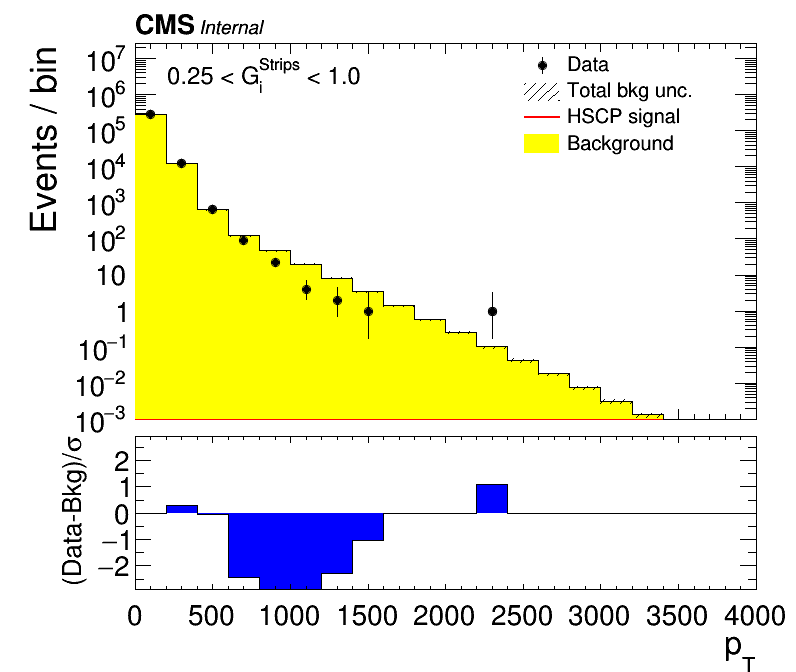 CMS Internal
0.25 < G_i^Strips < 1.0
Data
Total bkg unc.
HSCP signal
Background
Events / bin
10^7
10^6
10^5
10^4
10^3
10^2
10
1
10^−1
10^−2
10^−3
(Data-Bkg)/σ
2
1
0
−1
−2
0 500 1000 1500 2000 2500 3000 3500 4000
p_T